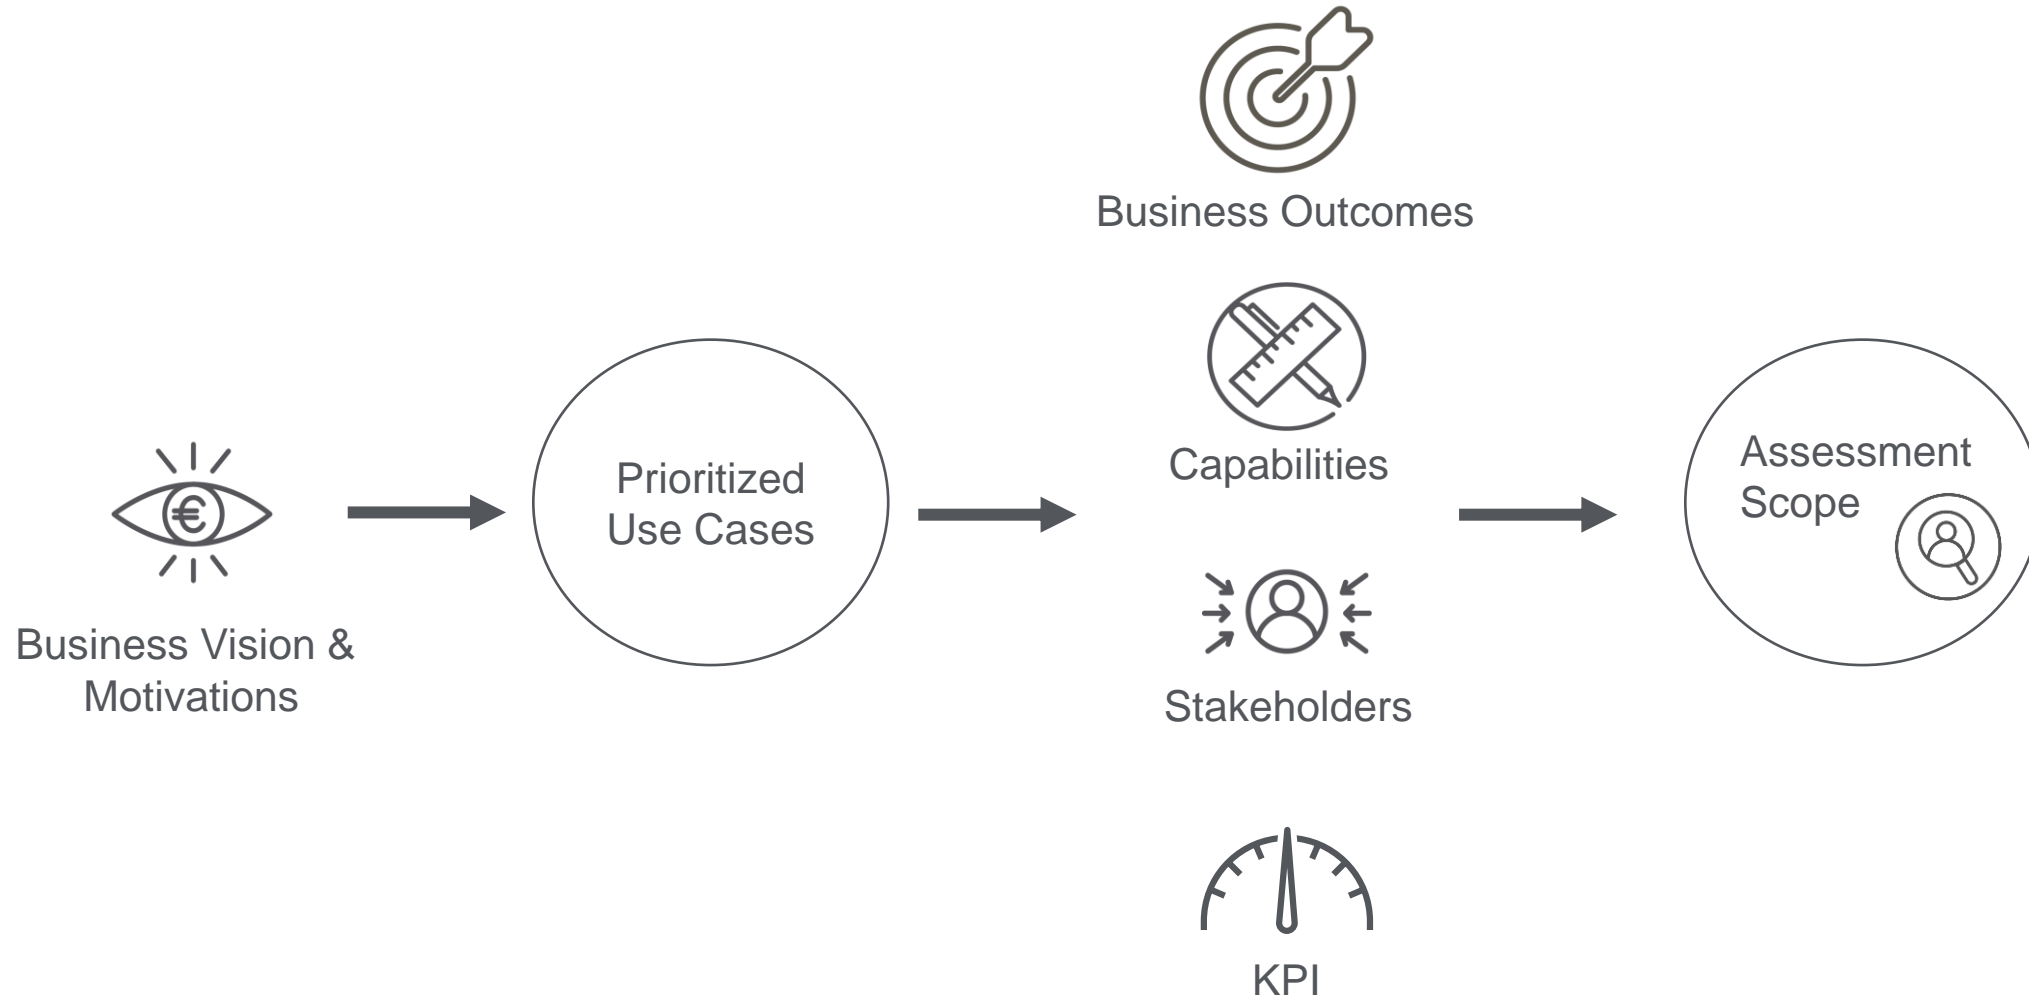 Business Vision &
Motivations
Prioritized
Use Cases
Business Outcomes
Capabilities
Stakeholders
KPI
Assessment
Scope